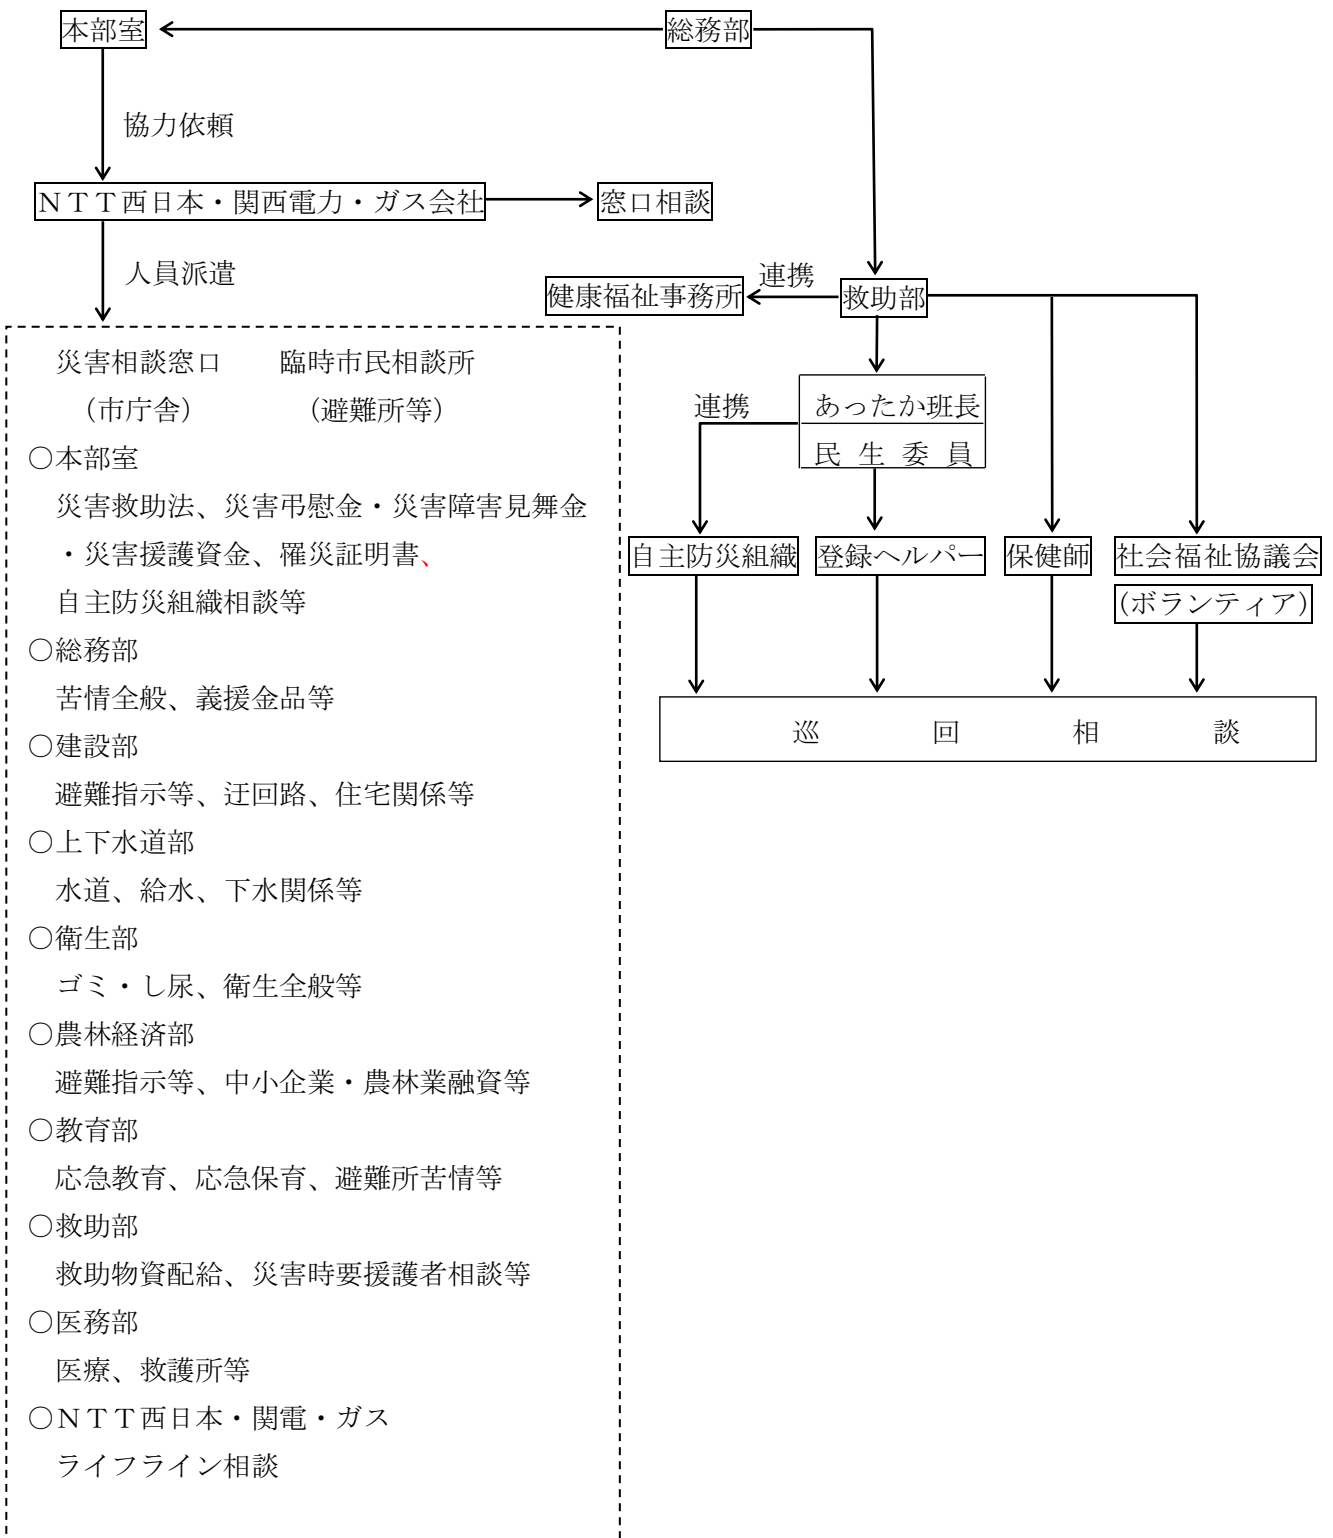 本部室
総務部
協力依頼
ＮＴＴ西日本・関西電力・ガス会社
窓口相談
人員派遣
連携
健康福祉事務所
救助部
あったか班長
民生委員
連携
自主防災組織
登録ヘルパー
保健師
社会福祉協議会
（ボランティア）
巡回相談
災害相談窓口　臨時市民相談所
（市庁舎）　（避難所等）
○本部室
災害救助法、災害弔慰金・災害障害見舞金
・災害援護資金、罹災証明書、
自主防災組織相談等
○総務部
苦情全般、義援金品等
○建設部
避難指示等、迂回路、住宅関係等
○上下水道部
水道、給水、下水関係等
○衛生部
ゴミ・し尿、衛生全般等
○農林経済部
避難指示等、中小企業・農林業融資等
○教育部
応急教育、応急保育、避難所苦情等
○救助部
救助物資配給、災害時要援護者相談等
○医務部
医療、救護所等
○ＮＴＴ西日本・関電・ガス
ライフライン相談